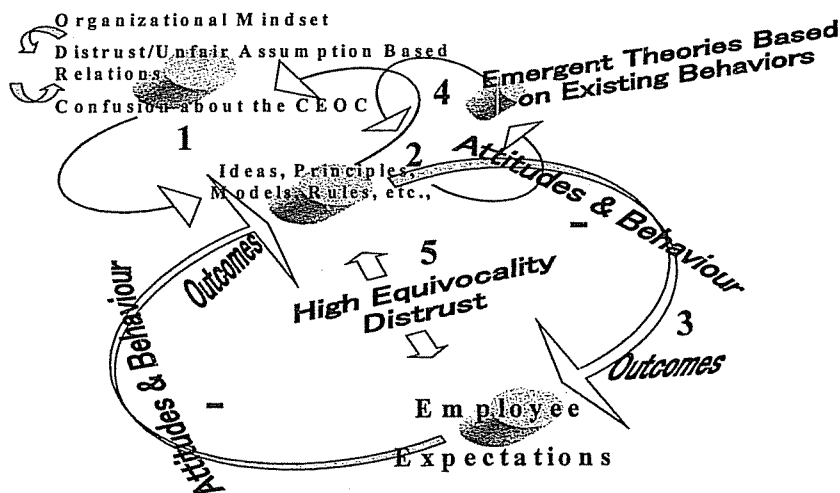 Organizational Mindset
Distrust/Unfair Assumption Based
Relations
Confusion about the CEOC
1
4
Emergent Theories Based
on Existing Behaviors
2
Ideas, Principles,
Models, Rules, etc.,
Attitudes & Behaviour
-
Outcomes
5
High Equivocality
Distrust
3
Outcomes
Attitudes & Behaviour
-
Employee
Expectations